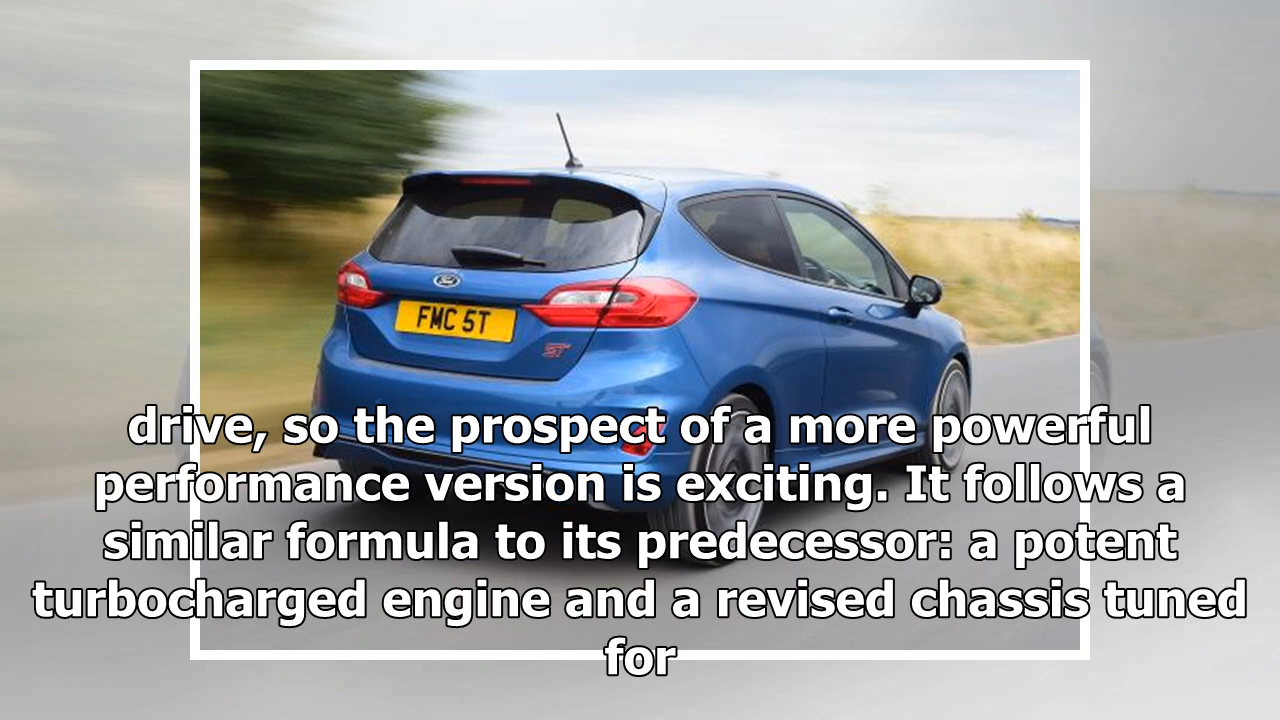 Ford
FMC 5T
ST
drive, so the prospect of a more powerful
performance version is exciting. It follows a
similar formula to its predecessor: a potent
turbocharged engine and a revised chassis tuned
for